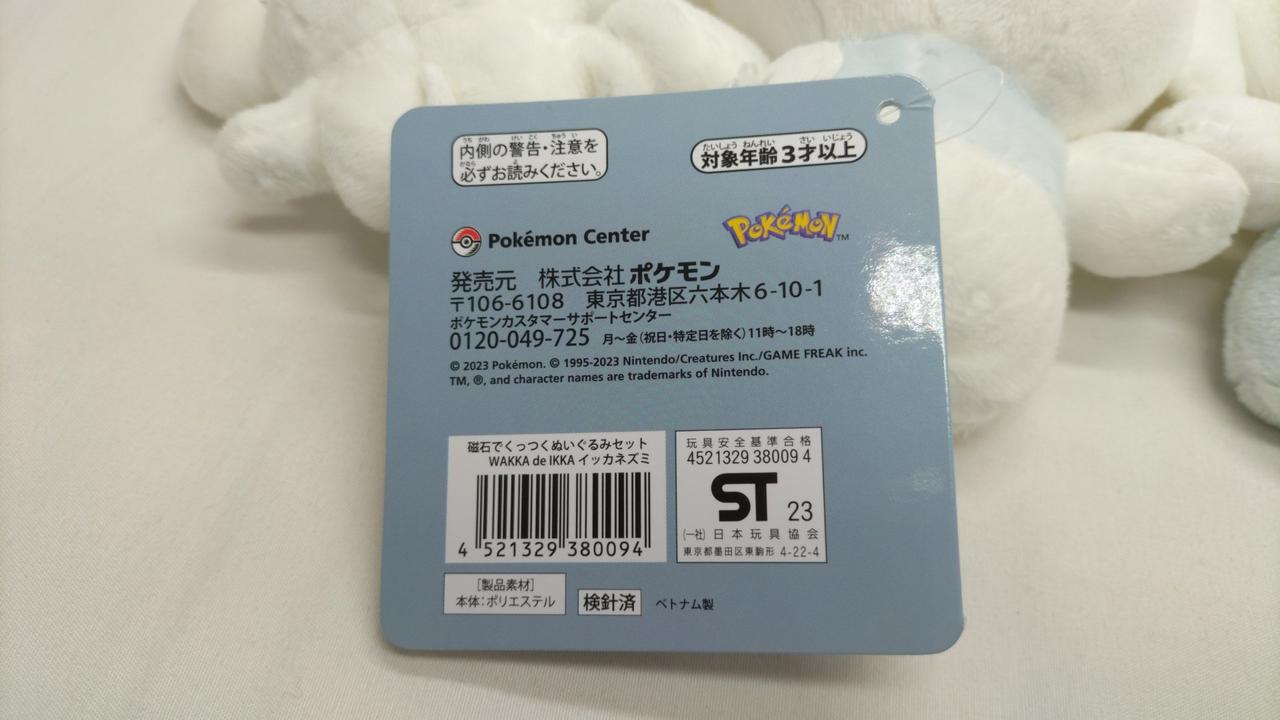 内側の警告・注意を
必ずお読みください。
対象年齢3才以上
Pokémon Center
POKéMON™
発売元 株式会社ポケモン
〒106-6108 東京都港区六本木6-10-1
ポケモンカスタマーサポートセンター
0120-049-725 月〜金(祝日・特定日を除く)11時〜18時
© 2023 Pokémon. © 1995-2023 Nintendo/Creatures Inc./GAME FREAK inc.
TM, ®, and character names are trademarks of Nintendo.
磁石でくっつくぬいぐるみセット
WAKKA de IKKA イッカネズミ
4 521329 380094
玩具安全基準合格
4521329 38009 4
ST 23
(一社)日本玩具協会
東京都墨田区東駒形 4-22-4
[製品素材]
本体:ポリエステル
検針済
ベトナム製